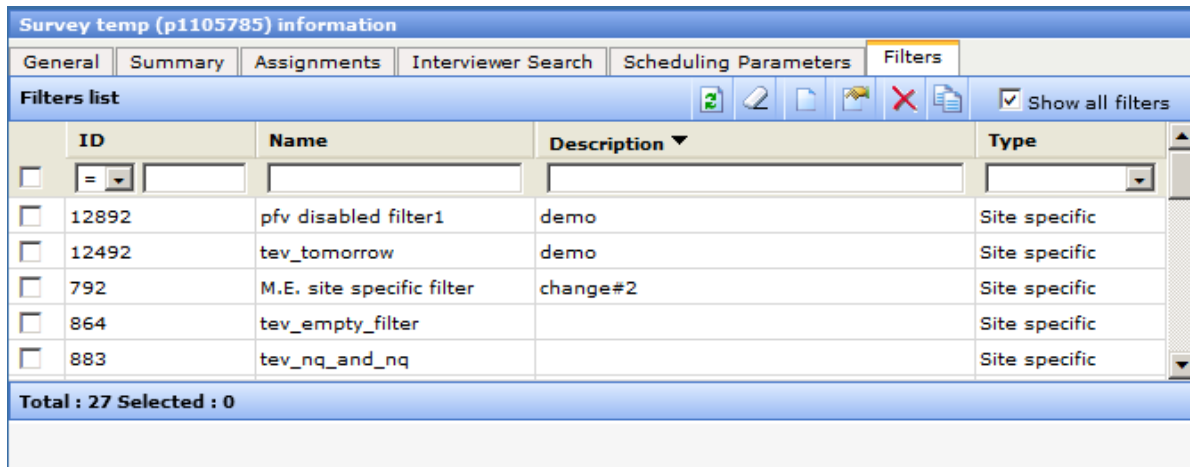 Survey temp (p1105785) information
General Summary Assignments Interviewer Search Scheduling Parameters Filters
Filters list Show all filters
ID Name Description Type
=
12892 pfv disabled filter1 demo Site specific
12492 tev_tomorrow demo Site specific
792 M.E. site specific filter change#2 Site specific
864 tev_empty_filter Site specific
883 tev_nq_and_nq Site specific
Total : 27 Selected : 0